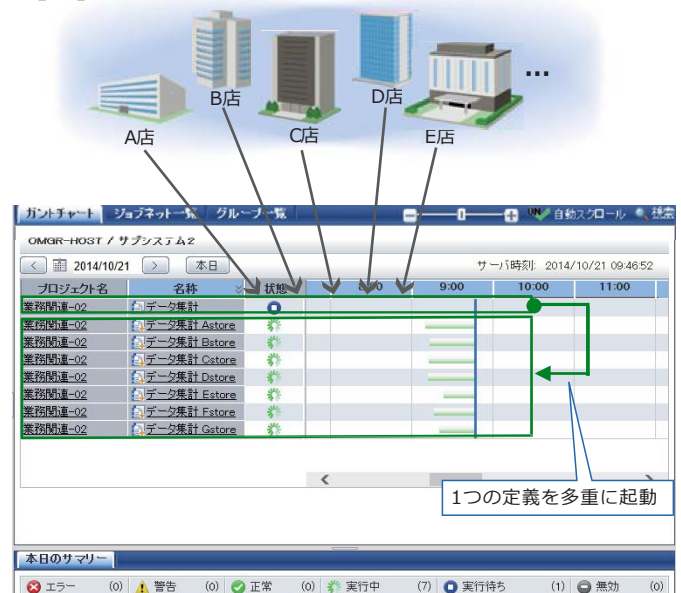 B店
D店
...
A店
C店
E店
ガントチャート ジョブネット一覧 グループ一覧
自動スクロール 検索
OMGR-HOST / サブシステム2
< 2014/10/21 > 本日
サーバ時刻: 2014/10/21 09:46:52
プロジェクト名 名称 状態 9:00 10:00 11:00
業務関連-02 データ集計
業務関連-02 データ集計 Astore
業務関連-02 データ集計 Bstore
業務関連-02 データ集計 Cstore
業務関連-02 データ集計 Dstore
業務関連-02 データ集計 Estore
業務関連-02 データ集計 Fstore
業務関連-02 データ集計 Gstore
1つの定義を多重に起動
本日のサマリー
エラー (0) 警告 (0) 正常 (0) 実行中 (7) 実行待ち (1) 無効 (0)